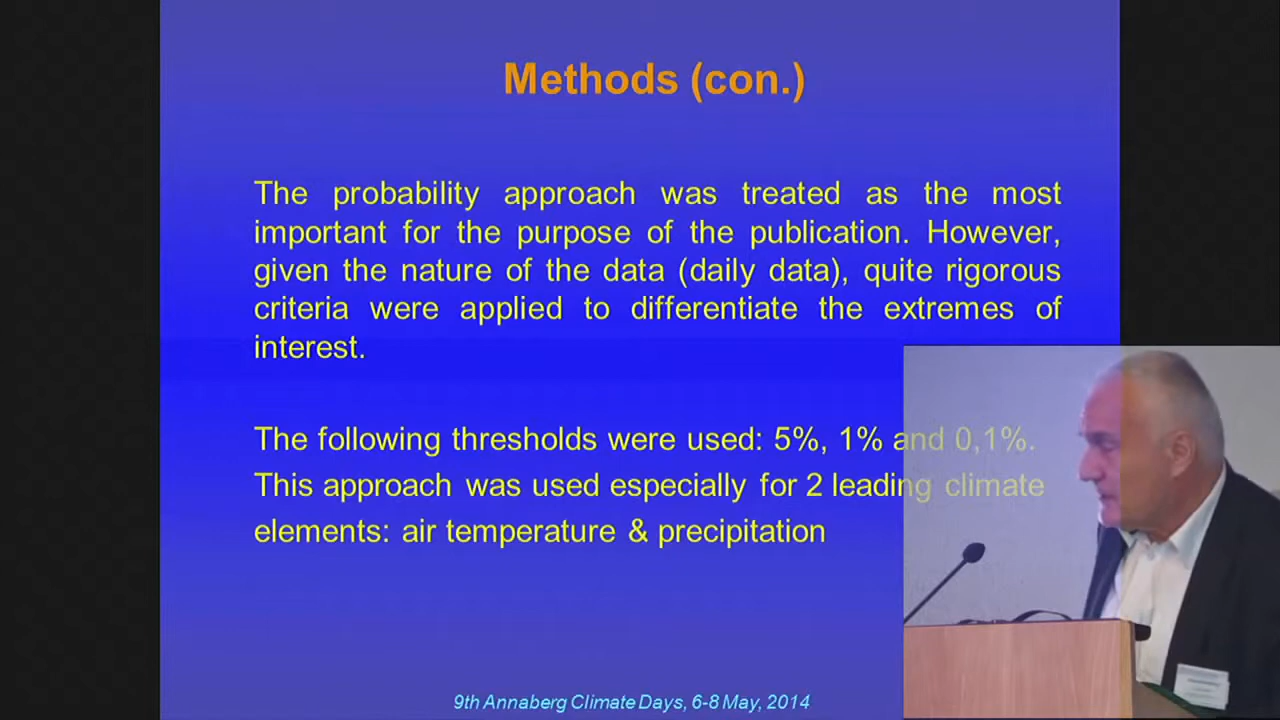 Methods (con.)
The probability approach was treated as the most
important for the purpose of the publication. However,
given the nature of the data (daily data), quite rigorous
criteria were applied to differentiate the extremes of
interest.
The following thresholds were used: 5%, 1% and 0,1%.
This approach was used especially for 2 leading climate
elements: air temperature & precipitation
9th Annaberg Climate Days, 6-8 May, 2014